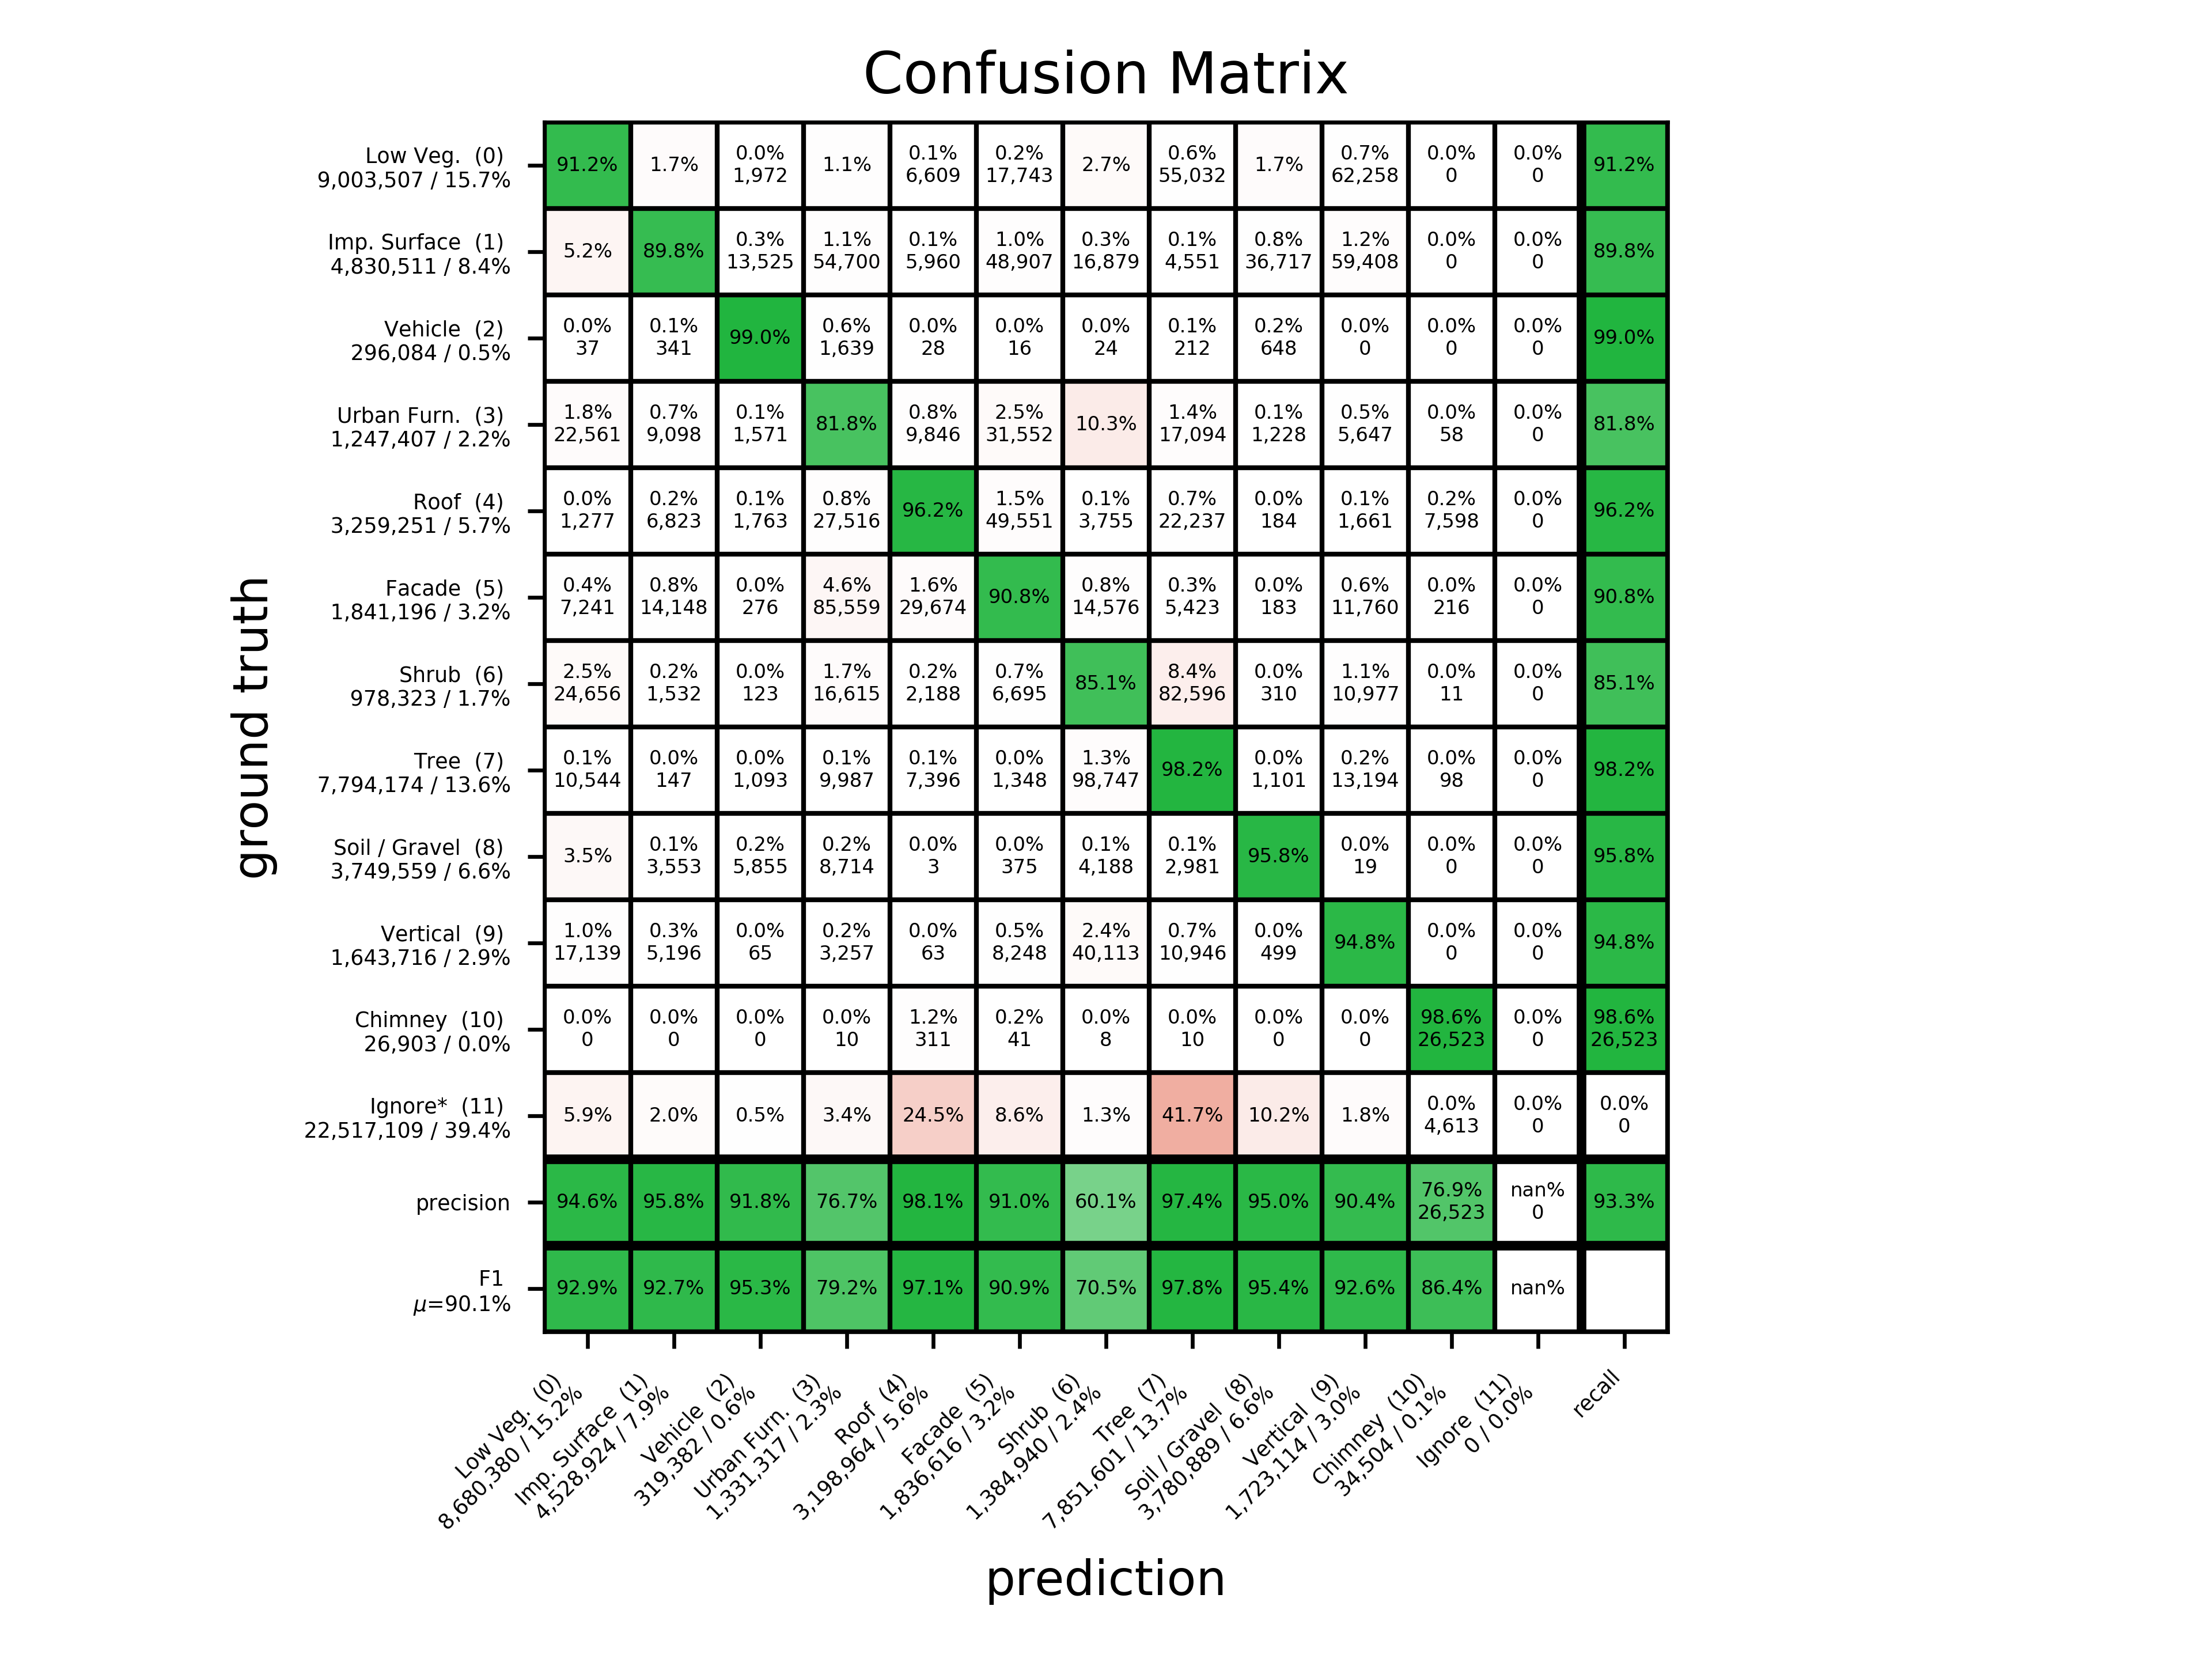 Confusion Matrix
ground truth
Low Veg. (0)
9,003,507 / 15.7%
91.2% 1.7% 0.0% 1.1% 0.1% 0.2% 2.7% 0.6% 1.7% 0.7% 0.0% 0.0% 91.2%
1,972 6,609 17,743 55,032 62,258 0 0
Imp. Surface (1)
4,830,511 / 8.4%
5.2% 89.8% 0.3% 1.1% 0.1% 1.0% 0.3% 0.1% 0.8% 1.2% 0.0% 0.0% 89.8%
13,525 54,700 5,960 48,907 16,879 4,551 36,717 59,408 0 0
Vehicle (2)
296,084 / 0.5%
0.0% 0.1% 99.0% 0.6% 0.0% 0.0% 0.0% 0.1% 0.2% 0.0% 0.0% 0.0% 99.0%
37 341 1,639 28 16 24 212 648 0 0 0
Urban Furn. (3)
1,247,407 / 2.2%
1.8% 0.7% 0.1% 81.8% 0.8% 2.5% 10.3% 1.4% 0.1% 0.5% 0.0% 0.0% 81.8%
22,561 9,098 1,571 9,846 31,552 17,094 1,228 5,647 58 0
Roof (4)
3,259,251 / 5.7%
0.0% 0.2% 0.1% 0.8% 96.2% 1.5% 0.1% 0.7% 0.0% 0.1% 0.2% 0.0% 96.2%
1,277 6,823 1,763 27,516 49,551 3,755 22,237 184 1,661 7,598 0
Facade (5)
1,841,196 / 3.2%
0.4% 0.8% 0.0% 4.6% 1.6% 90.8% 0.8% 0.3% 0.0% 0.6% 0.0% 0.0% 90.8%
7,241 14,148 276 85,559 29,674 14,576 5,423 183 11,760 216 0
Shrub (6)
978,323 / 1.7%
2.5% 0.2% 0.0% 1.7% 0.2% 0.7% 85.1% 8.4% 0.0% 1.1% 0.0% 0.0% 85.1%
24,656 1,532 123 16,615 2,188 6,695 82,596 310 10,977 11 0
Tree (7)
7,794,174 / 13.6%
0.1% 0.0% 0.0% 0.1% 0.1% 0.0% 1.3% 98.2% 0.0% 0.2% 0.0% 0.0% 98.2%
10,544 147 1,093 9,987 7,396 1,348 98,747 1,101 13,194 98 0
Soil / Gravel (8)
3,749,559 / 6.6%
3.5% 0.1% 0.2% 0.2% 0.0% 0.0% 0.1% 0.1% 95.8% 0.0% 0.0% 0.0% 95.8%
3,553 5,855 8,714 3 375 4,188 2,981 19 0 0
Vertical (9)
1,643,716 / 2.9%
1.0% 0.3% 0.0% 0.2% 0.0% 0.5% 2.4% 0.7% 0.0% 94.8% 0.0% 0.0% 94.8%
17,139 5,196 65 3,257 63 8,248 40,113 10,946 499 0 0
Chimney (10)
26,903 / 0.0%
0.0% 0.0% 0.0% 0.0% 1.2% 0.2% 0.0% 0.0% 0.0% 0.0% 98.6% 0.0% 98.6%
0 0 0 10 311 41 8 10 0 0 26,523 0 26,523
Ignore* (11)
22,517,109 / 39.4%
5.9% 2.0% 0.5% 3.4% 24.5% 8.6% 1.3% 41.7% 10.2% 1.8% 0.0% 0.0% 0.0%
4,613 0 0
precision
94.6% 95.8% 91.8% 76.7% 98.1% 91.0% 60.1% 97.4% 95.0% 90.4% 76.9% nan% 93.3%
26,523 0
F1
μ=90.1%
92.9% 92.7% 95.3% 79.2% 97.1% 90.9% 70.5% 97.8% 95.4% 92.6% 86.4% nan%
Low Veg. (0)
8,680,380 / 15.2%
Imp. Surface (1)
4,528,924 / 7.9%
Vehicle (2)
319,382 / 0.6%
Urban Furn. (3)
1,331,317 / 2.3%
Roof (4)
3,198,964 / 5.6%
Facade (5)
1,836,616 / 3.2%
Shrub (6)
1,384,940 / 2.4%
Tree (7)
7,851,601 / 13.7%
Soil / Gravel (8)
3,780,889 / 6.6%
Vertical (9)
1,723,114 / 3.0%
Chimney (10)
34,504 / 0.1%
Ignore (11)
0 / 0.0%
recall
prediction